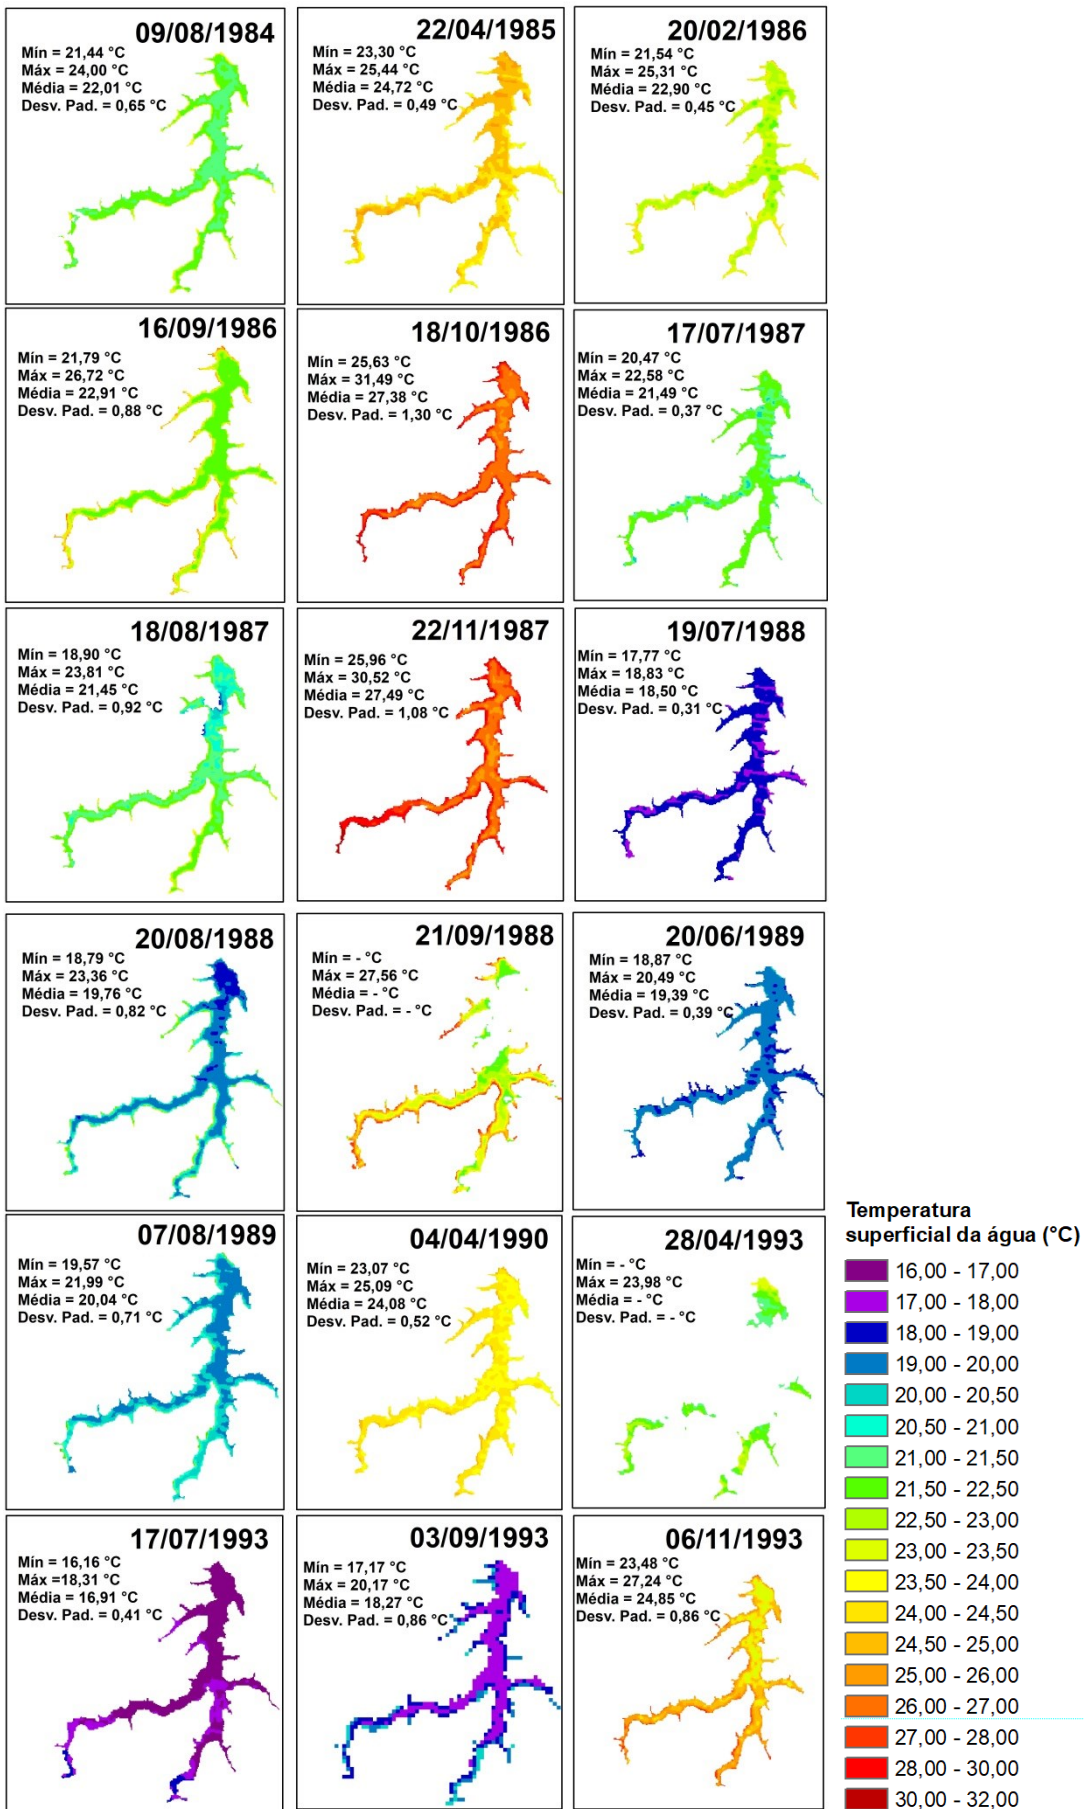 09/08/1984
Mín = 21,44 °C
Máx = 24,00 °C
Média = 22,01 °C
Desv. Pad. = 0,65 °C
22/04/1985
Mín = 23,30 °C
Máx = 25,44 °C
Média = 24,72 °C
Desv. Pad. = 0,49 °C
20/02/1986
Mín = 21,54 °C
Máx = 25,31 °C
Média = 22,90 °C
Desv. Pad. = 0,45 °C
16/09/1986
Mín = 21,79 °C
Máx = 26,72 °C
Média = 22,91 °C
Desv. Pad. = 0,88 °C
18/10/1986
Mín = 25,63 °C
Máx = 31,49 °C
Média = 27,38 °C
Desv. Pad. = 1,30 °C
17/07/1987
Mín = 20,47 °C
Máx = 22,58 °C
Média = 21,49 °C
Desv. Pad. = 0,37 °C
18/08/1987
Mín = 18,90 °C
Máx = 23,81 °C
Média = 21,45 °C
Desv. Pad. = 0,92 °C
22/11/1987
Mín = 25,96 °C
Máx = 30,52 °C
Média = 27,49 °C
Desv. Pad. = 1,08 °C
19/07/1988
Mín = 17,77 °C
Máx = 18,83 °C
Média = 18,50 °C
Desv. Pad. = 0,31 °C
20/08/1988
Mín = 18,79 °C
Máx = 23,36 °C
Média = 19,76 °C
Desv. Pad. = 0,82 °C
21/09/1988
Mín = - °C
Máx = 27,56 °C
Média = - °C
Desv. Pad. = - °C
20/06/1989
Mín = 18,87 °C
Máx = 20,49 °C
Média = 19,39 °C
Desv. Pad. = 0,39 °C
07/08/1989
Mín = 19,57 °C
Máx = 21,99 °C
Média = 20,04 °C
Desv. Pad. = 0,71 °C
04/04/1990
Mín = 23,07 °C
Máx = 25,09 °C
Média = 24,08 °C
Desv. Pad. = 0,52 °C
28/04/1993
Mín = - °C
Máx = 23,98 °C
Média = - °C
Desv. Pad. = - °C
17/07/1993
Mín = 16,16 °C
Máx =18,31 °C
Média = 16,91 °C
Desv. Pad. = 0,41 °C
03/09/1993
Mín = 17,17 °C
Máx = 20,17 °C
Média = 18,27 °C
Desv. Pad. = 0,86 °C
06/11/1993
Mín = 23,48 °C
Máx = 27,24 °C
Média = 24,85 °C
Desv. Pad. = 0,86 °C
Temperatura
superficial da água (°C)
16,00 - 17,00
17,00 - 18,00
18,00 - 19,00
19,00 - 20,00
20,00 - 20,50
20,50 - 21,00
21,00 - 21,50
21,50 - 22,50
22,50 - 23,00
23,00 - 23,50
23,50 - 24,00
24,00 - 24,50
24,50 - 25,00
25,00 - 26,00
26,00 - 27,00
27,00 - 28,00
28,00 - 30,00
30,00 - 32,00